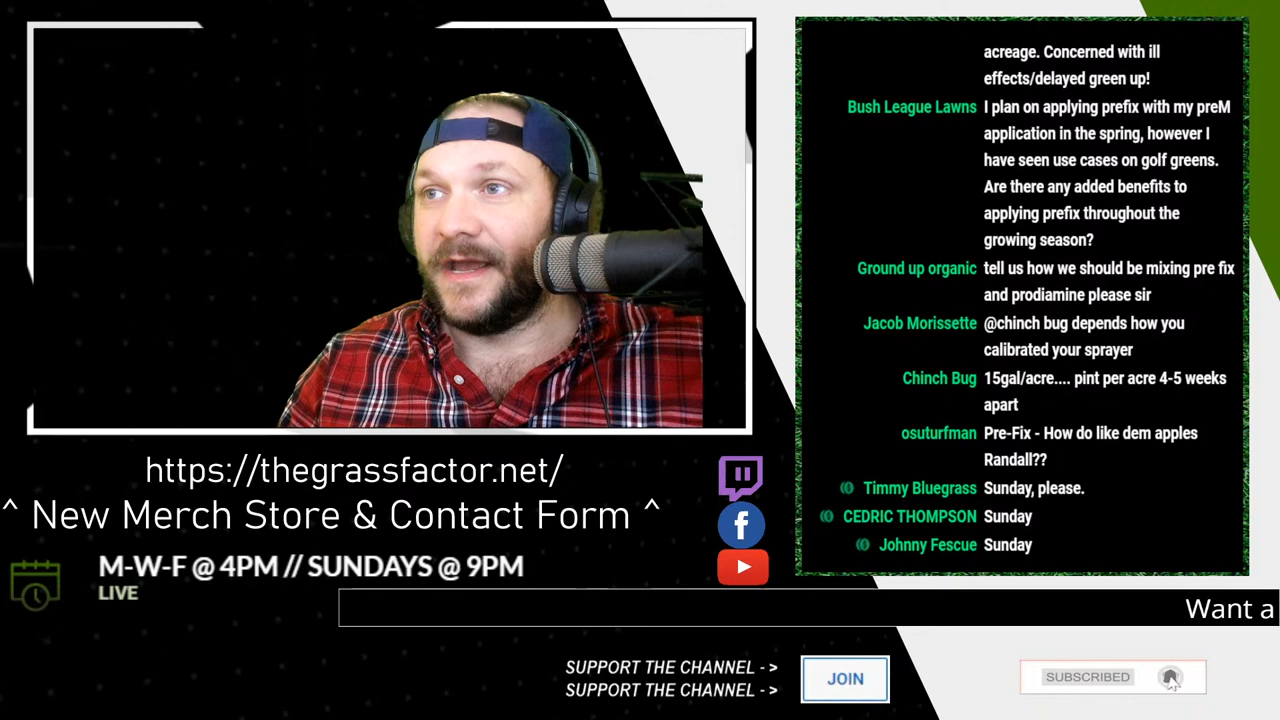 acreage. Concerned with ill
effects/delayed green up!
Bush League Lawns I plan on applying prefix with my preM
application in the spring, however I
have seen use cases on golf greens.
Are there any added benefits to
applying prefix throughout the
growing season?
Ground up organic tell us how we should be mixing pre fix
and prodiamine please sir
Jacob Morissette @chinch bug depends how you
calibrated your sprayer
Chinch Bug 15gal/acre.... pint per acre 4-5 weeks
apart
osuturfman Pre-Fix - How do like dem apples
Randall??
Timmy Bluegrass Sunday, please.
CEDRIC THOMPSON Sunday
Johnny Fescue Sunday
https://thegrassfactor.net/
^ New Merch Store & Contact Form ^
M-W-F @ 4PM // SUNDAYS @ 9PM
LIVE
Want a
SUPPORT THE CHANNEL - >
SUPPORT THE CHANNEL - >
JOIN
SUBSCRIBED